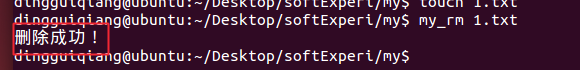 dingguiqiang@ubuntu:~/Desktop/softExperi/my$ touch 1.txt
dingguiqiang@ubuntu:~/Desktop/softExperi/my$ my_rm 1.txt
删除成功！
dingguiqiang@ubuntu:~/Desktop/softExperi/my$